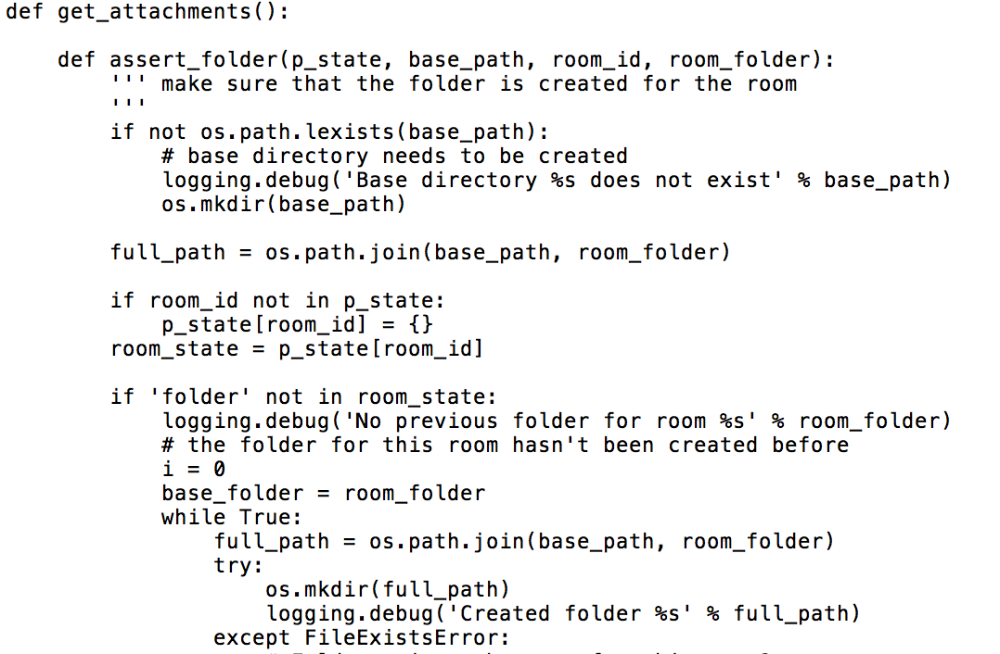 def get_attachments():
    def assert_folder(p_state, base_path, room_id, room_folder):
        ''' make sure that the folder is created for the room
        '''
        if not os.path.lexists(base_path):
            # base directory needs to be created
            logging.debug('Base directory %s does not exist' % base_path)
            os.mkdir(base_path)
        full_path = os.path.join(base_path, room_folder)
        if room_id not in p_state:
            p_state[room_id] = {}
        room_state = p_state[room_id]
        if 'folder' not in room_state:
            logging.debug('No previous folder for room %s' % room_folder)
            # the folder for this room hasn't been created before
            i = 0
            base_folder = room_folder
            while True:
                full_path = os.path.join(base_path, room_folder)
                try:
                    os.mkdir(full_path)
                    logging.debug('Created folder %s' % full_path)
                except FileExistsError: